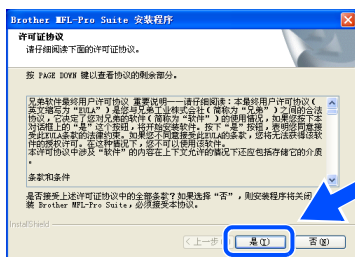 Brother MFL-Pro Suite 安装程序
许可证协议
请仔细阅读下面的许可证协议。
按 PAGE DOWN 键以查看协议的剩余部分。
兄弟软件最终用户许可协议 重要说明——请仔细阅读：本最终用户许可协议（
英文缩写为“EULA”）是您与兄弟工业株式会社（简称为“兄弟”）之间的合法
协议，它决定了您对兄弟的软件（简称为“软件”）的使用情况，如果您按下本
对话框上的“是”这个按钮，将开始安装软件。按下“是”按钮，表明您同意接
受此EULA条款的法律约束。如果您不同意接受此EULA的条款，您将无法获得该软
件的授权许可。在这种情况下，您不可以使用该软件。
本许可协议中涉及“软件”的内容在上下文允许的情况下还应包括存储它的介质
。
条款和条件
是否接受上述许可证协议中的全部条款？如果选择“否”，则安装程序将关闭
装 Brother MFL-Pro Suite，必须接受本协议。
InstallShield
< 上一步
是(Y)
否(N)